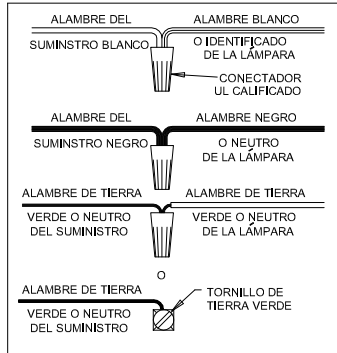 ALAMBRE DEL
SUMINSTRO BLANCO
ALAMBRE BLANCO
O IDENTIFICADO
DE LA LÁMPARA
CONECTADOR
UL CALIFICADO
ALAMBRE DEL
SUMINSTRO NEGRO
ALAMBRE NEGRO
O NEUTRO
DE LA LÁMPARA
ALAMBRE DE TIERRA
VERDE O NEUTRO
DEL SUMINISTRO
ALAMBRE DE TIERRA
VERDE O NEUTRO
DE LA LÁMPARA
O
ALAMBRE DE TIERRA
VERDE O NEUTRO
DEL SUMINISTRO
TORNILLO DE
TIERRA VERDE